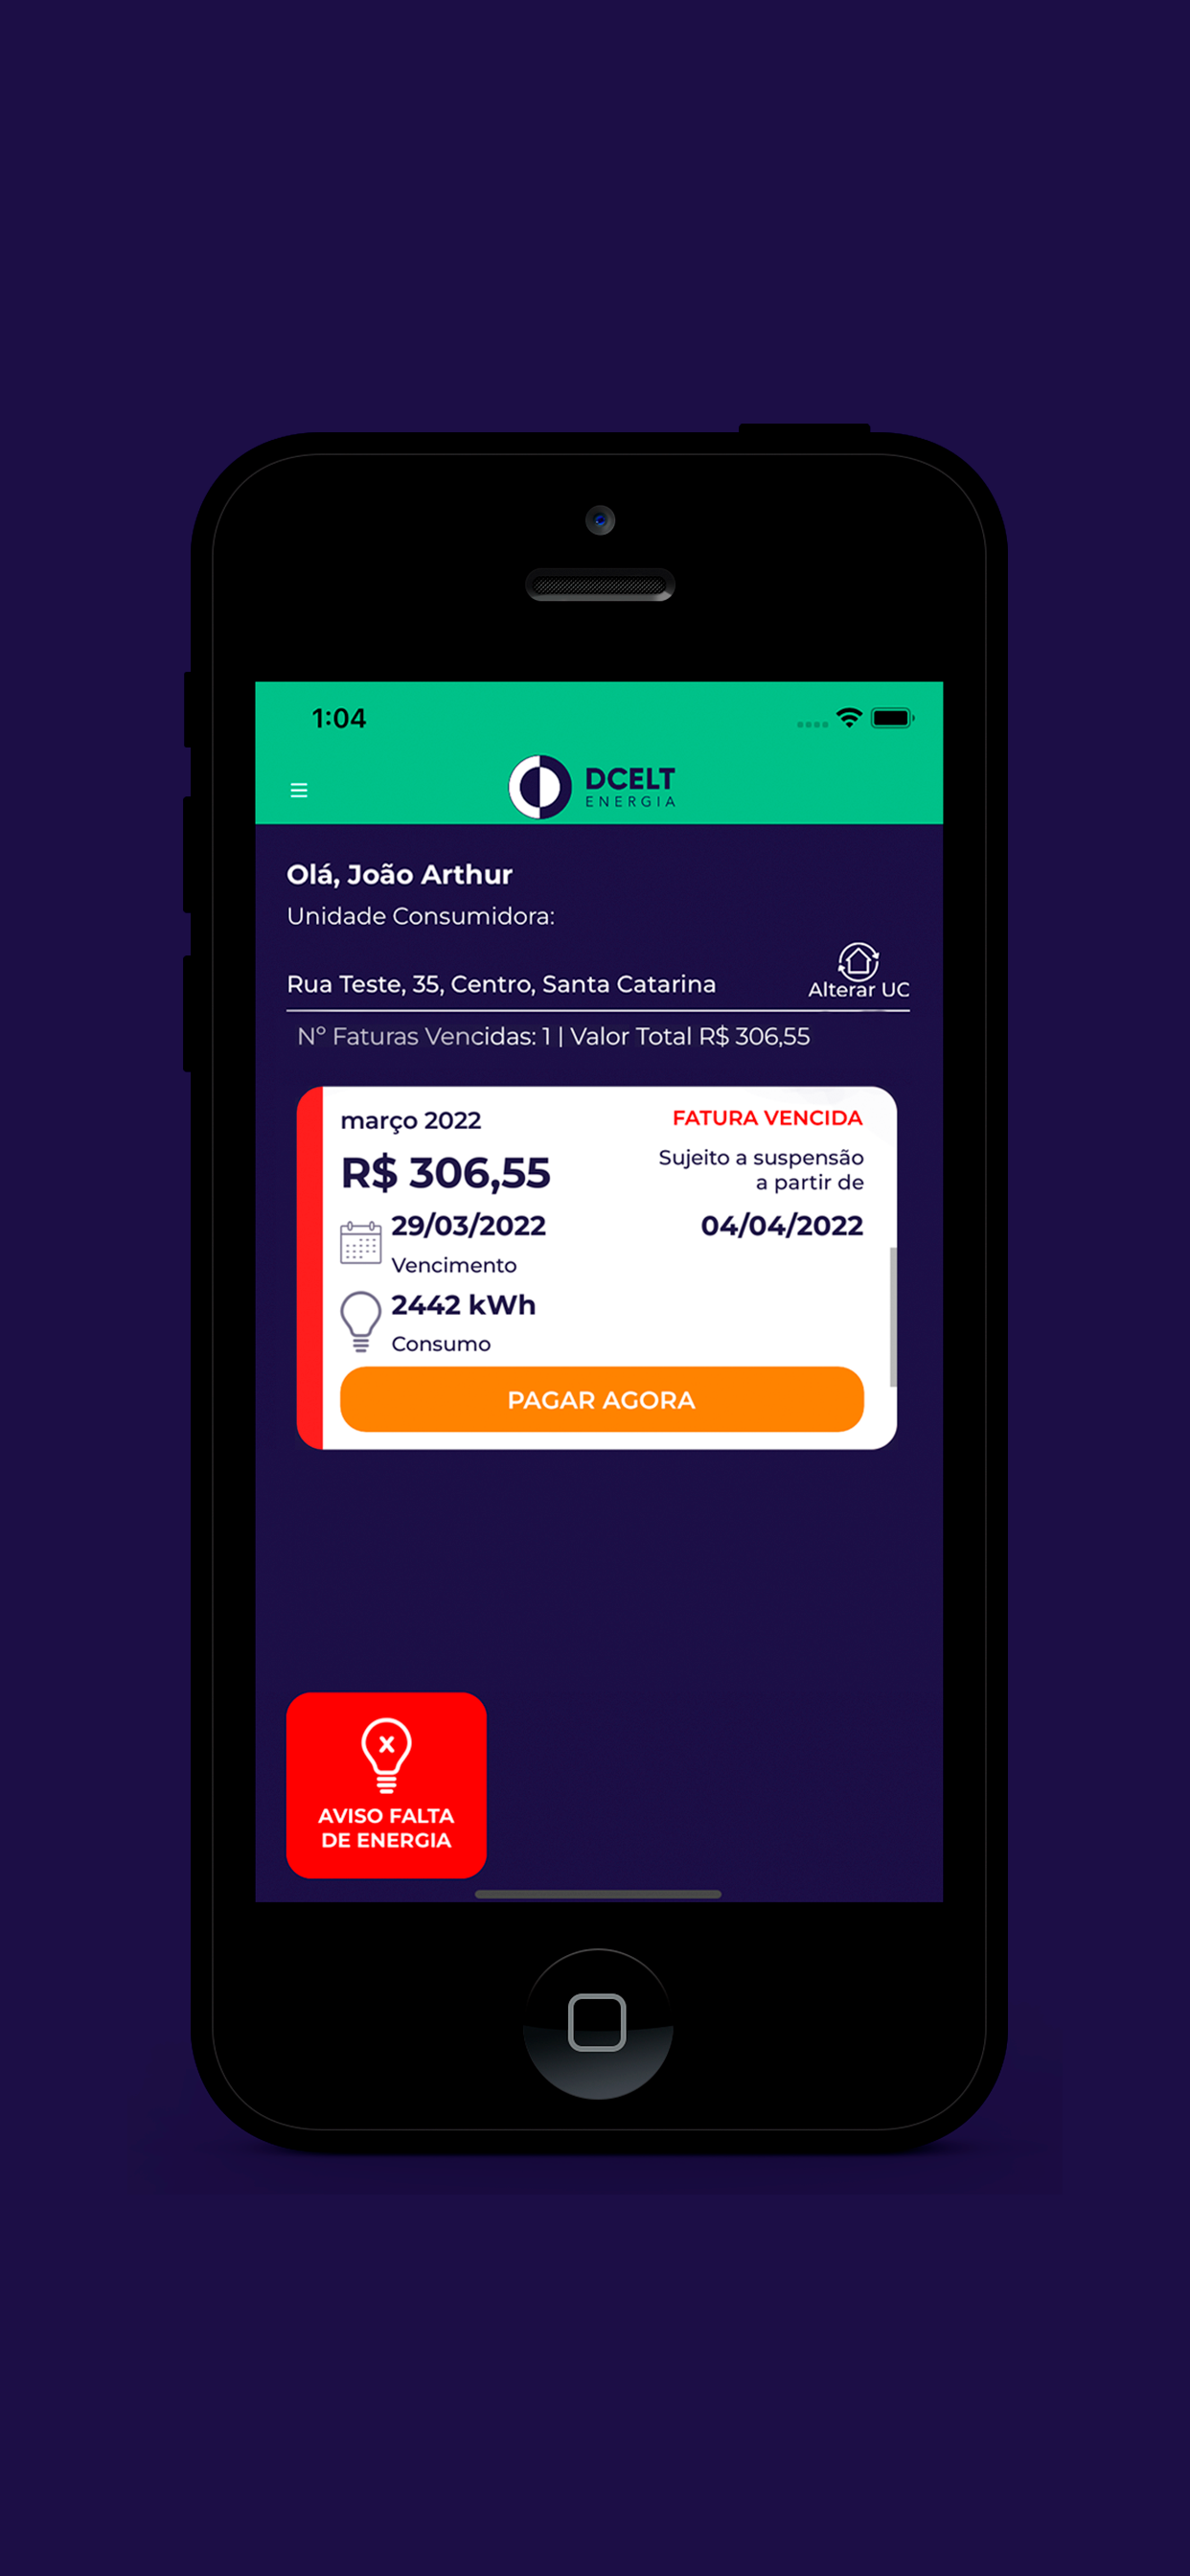 1:04
DCELT
ENERGIA
Olá, João Arthur
Unidade Consumidora:
Rua Teste, 35, Centro, Santa Catarina
Alterar UC
Nº Faturas Vencidas: 1 | Valor Total R$ 306,55
março 2022
FATURA VENCIDA
R$ 306,55
Sujeito a suspensão
a partir de
29/03/2022
04/04/2022
Vencimento
2442 kWh
Consumo
PAGAR AGORA
AVISO FALTA
DE ENERGIA